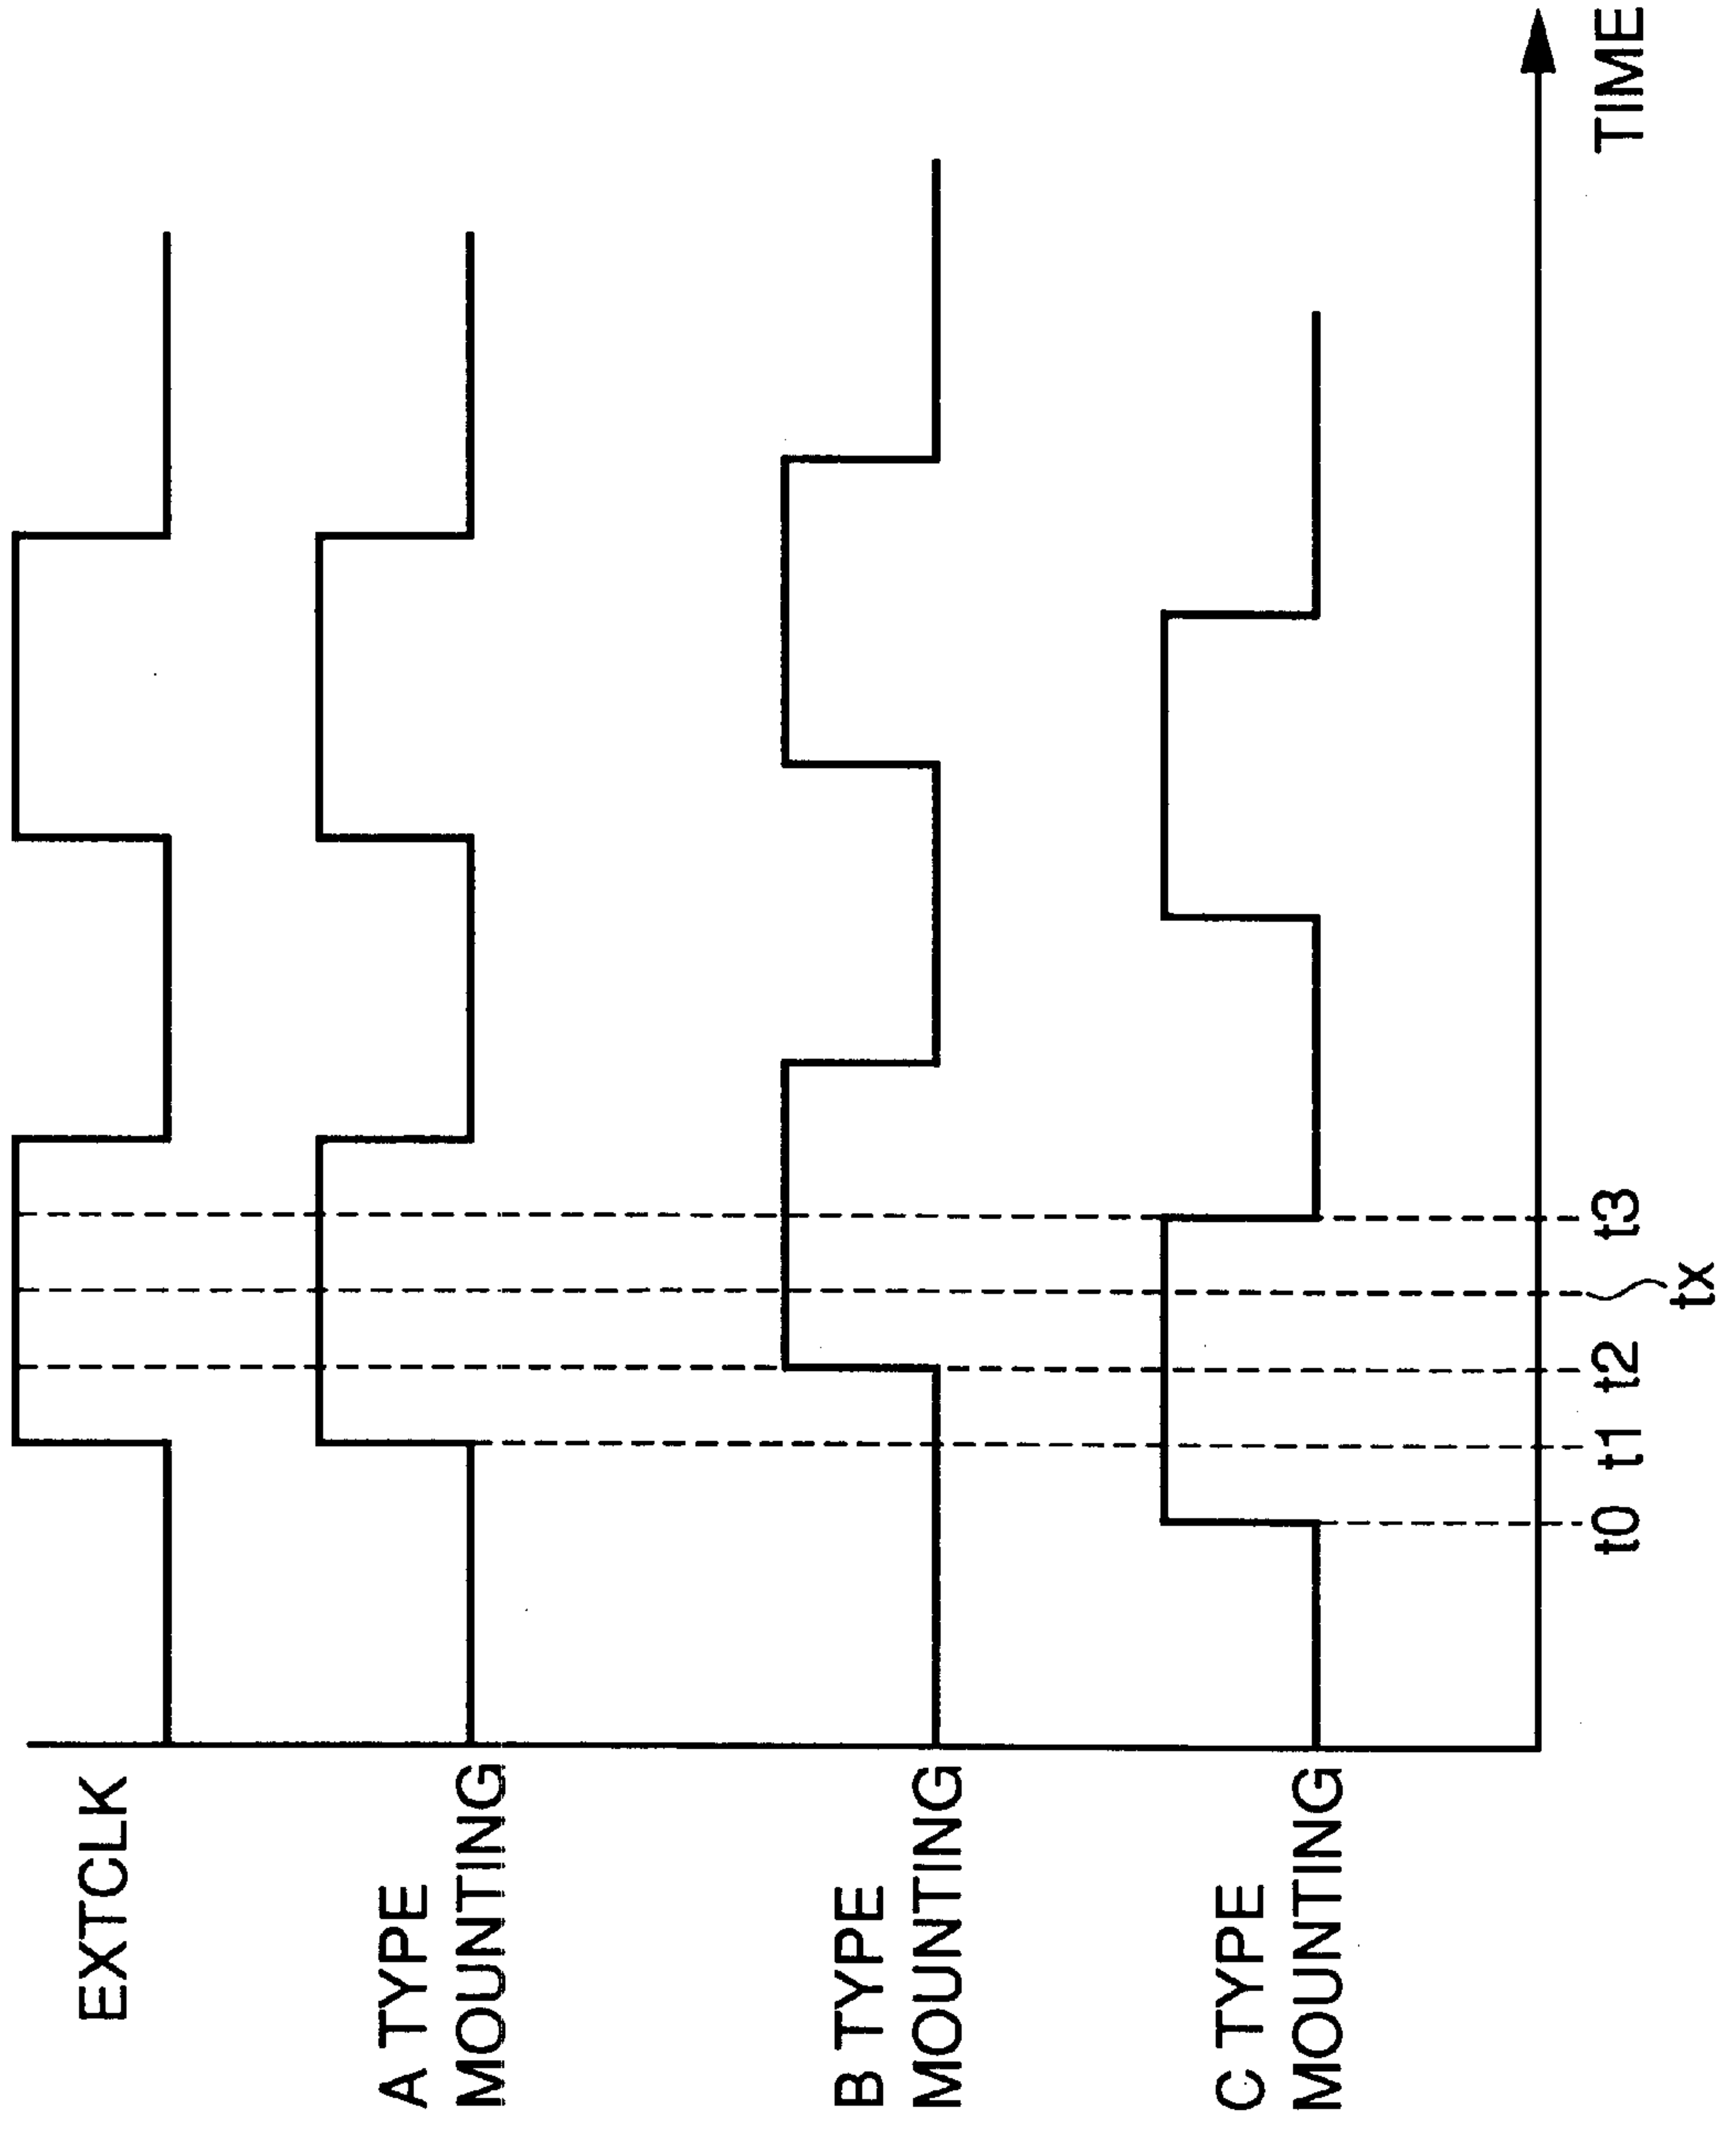 EXTCLK
A TYPE
MOUNTING
B TYPE
MOUNTING
C TYPE
MOUNTING
t0 t1 t2 t3
tx
TIME